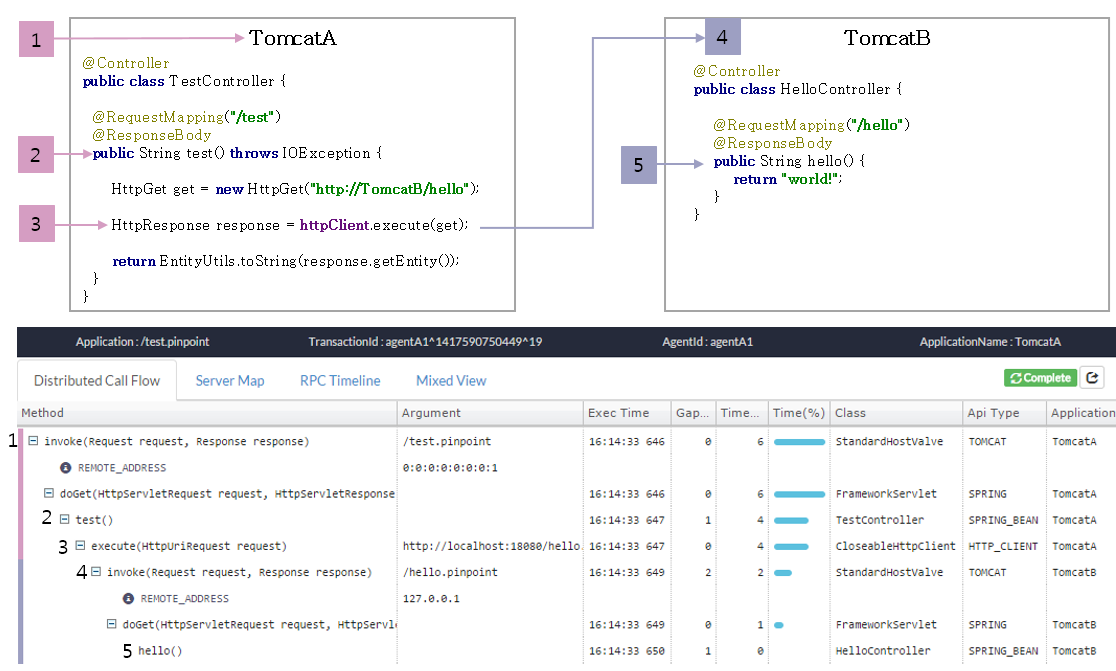 1
TomcatA
@Controller
public class TestController {
@RequestMapping("/test")
@ResponseBody
2
public String test() throws IOException {
HttpGet get = new HttpGet("http://TomcatB/hello");
3
HttpResponse response = httpClient.execute(get);
return EntityUtils.toString(response.getEntity());
}
}
4
TomcatB
@Controller
public class HelloController {
@RequestMapping("/hello")
@ResponseBody
5
public String hello() {
return "world!";
}
}
Application : /test.pinpoint TransactionId : agentA1^1417590750449^19 AgentId : agentA1 ApplicationName : TomcatA
Distributed Call Flow Server Map RPC Timeline Mixed View Complete
Method Argument Exec Time Gap... Time... Time(%) Class Api Type Application
1 invoke(Request request, Response response) /test.pinpoint 16:14:33 646 0 6 StandardHostValve TOMCAT TomcatA
REMOTE_ADDRESS 0:0:0:0:0:0:0:1
doGet(HttpServletRequest request, HttpServletResponse 16:14:33 646 0 6 FrameworkServlet SPRING TomcatA
2 test() 16:14:33 647 1 4 TestController SPRING_BEAN TomcatA
3 execute(HttpUriRequest request) http://localhost:18080/hello 16:14:33 647 0 4 CloseableHttpClient HTTP_CLIENT TomcatA
4 invoke(Request request, Response response) /hello.pinpoint 16:14:33 649 2 2 StandardHostValve TOMCAT TomcatB
REMOTE_ADDRESS 127.0.0.1
doGet(HttpServletRequest request, HttpServl 16:14:33 649 0 1 FrameworkServlet SPRING TomcatB
5 hello() 16:14:33 650 1 0 HelloController SPRING_BEAN TomcatB